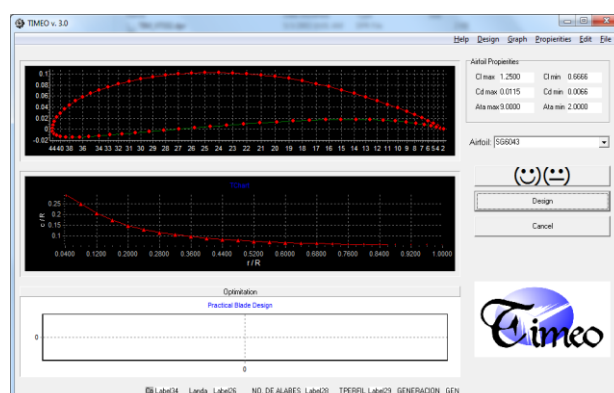 TIMEO v. 3.0
Help Design Graph Propierities Edit File
Airfoil Propierities
Cl max 1.2500 Cl min 0.6666
Cd max 0.0115 Cd min 0.0066
Ata max 9.0000 Ata min 2.0000
Airfoil: SG6043
0.1
0.08
0.06
0.04
0.02
0
-0.02
444038 36 34 33 32 31 30 29 28 27 26 25 24 23 22 21 20 19 18 17 16 15 14 13 12 11 10 9 8 7 6 5 4 2
(ü)(:|)
Design
Cancel
c / R
0.25
0.2
0.15
0.1
0.0400 0.1200 0.2000 0.2800 0.3600 0.4400 0.5200 0.6000 0.6800 0.7600 0.8400 0.9200 1.0000
r / R
Optimitation
Practical Blade Design
0
0
Timeo
Label34 Landa Label26 NO. DE ALABES Label28 TPERFIL Label29 GENERACION GEN